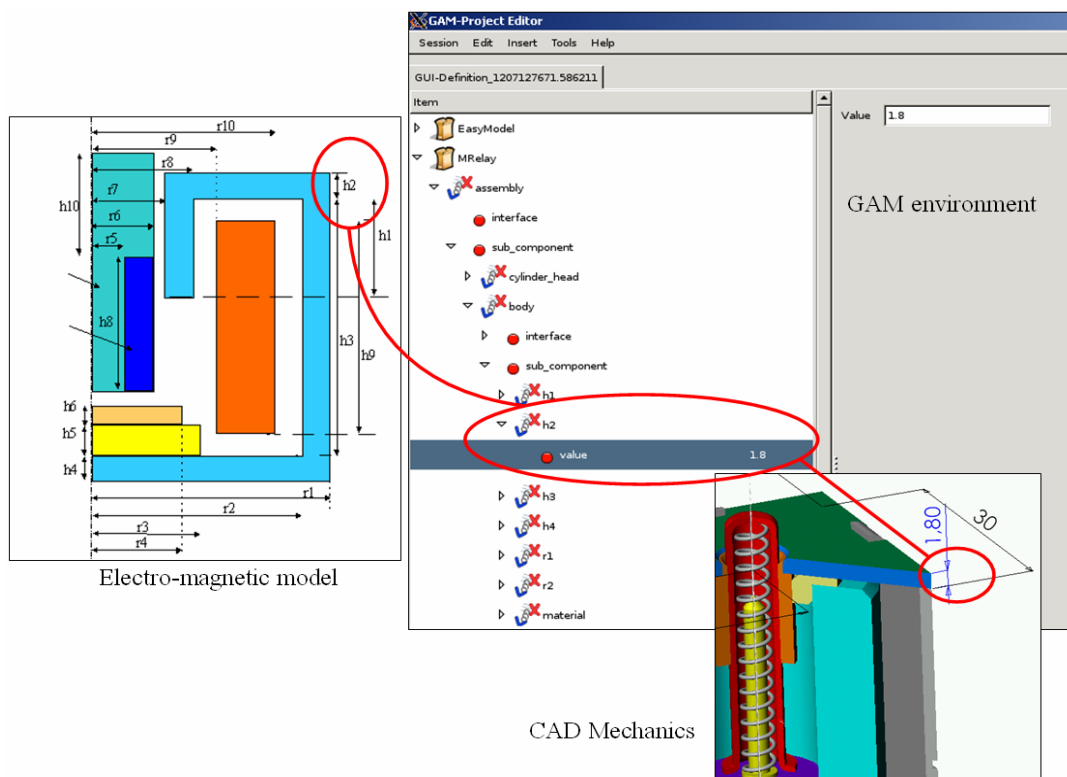 GAM-Project Editor
Session Edit Insert Tools Help
GUI-Definition_1207127671.586211
Item
EasyModel
MRelay
assembly
interface
sub_component
cylinder_head
body
interface
sub_component
h1
h2
value 1.8
h3
h4
r1
r2
material
Value 1.8
GAM environment
r10
r9
r8
h2
r7
h10
r6
h1
r5
h8
h3
h9
h6
h5
h4
r1
r2
r3
r4
Electro-magnetic model
30
1,80
CAD Mechanics